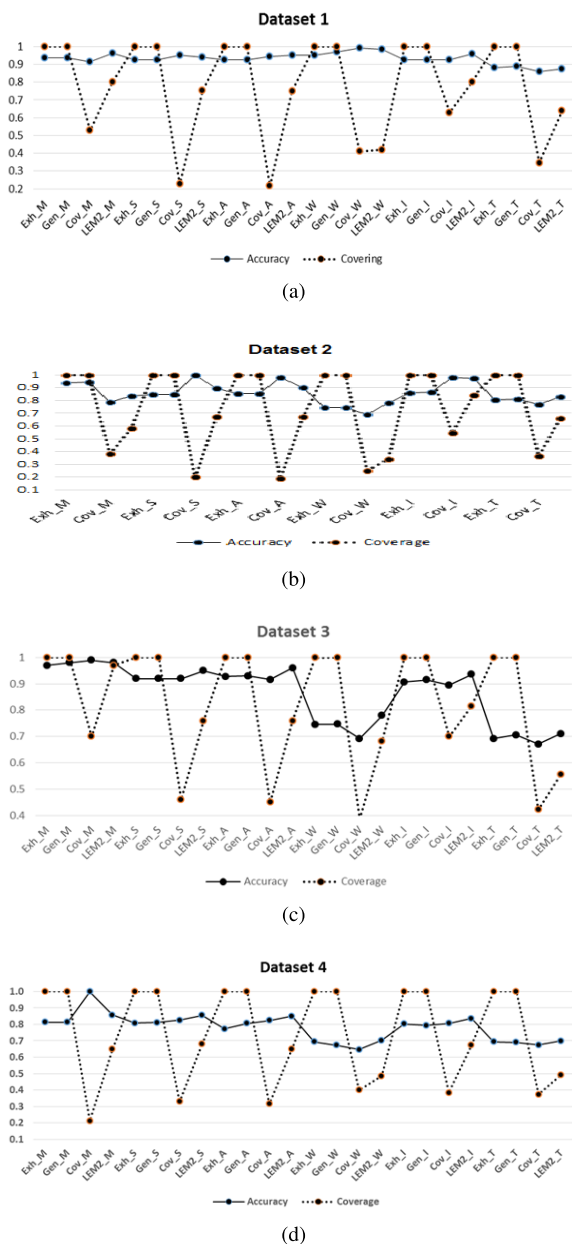 Dataset 1
1
0.9
0.8
0.7
0.6
0.5
0.4
0.3
0.2
Exh_M Gen_M Cov_M LEM2_M Exh_S Gen_S Cov_S LEM2_S Exh_A Gen_A Cov_A LEM2_A Exh_W Gen_W Cov_W LEM2_W Exh_I Gen_I Cov_I LEM2_I Exh_T Gen_T Cov_T LEM2_T
Accuracy Covering
(a)
Dataset 2
1
0.9
0.8
0.7
0.6
0.5
0.4
0.3
0.2
0.1
Exh_M Cov_M Exh_S Cov_S Exh_A Cov_A Exh_W Cov_W Exh_I Cov_I Exh_T Cov_T
Accuracy Coverage
(b)
Dataset 3
1
0.9
0.8
0.7
0.6
0.5
0.4
Exh_M Gen_M Cov_M LEM2_M Exh_S Gen_S Cov_S LEM2_S Exh_A Gen_A Cov_A LEM2_A Exh_W Gen_W Cov_W LEM2_W Exh_I Gen_I Cov_I LEM2_I Exh_T Gen_T Cov_T LEM2_T
Accuracy Coverage
(c)
Dataset 4
1.0
0.9
0.8
0.7
0.6
0.5
0.4
0.3
0.2
0.1
Exh_M Gen_M Cov_M LEM2_M Exh_S Gen_S Cov_S LEM2_S Exh_A Gen_A Cov_A LEM2_A Exh_W Gen_W Cov_W LEM2_W Exh_I Gen_I Cov_I LEM2_I Exh_T Gen_T Cov_T LEM2_T
Accuracy Coverage
(d)